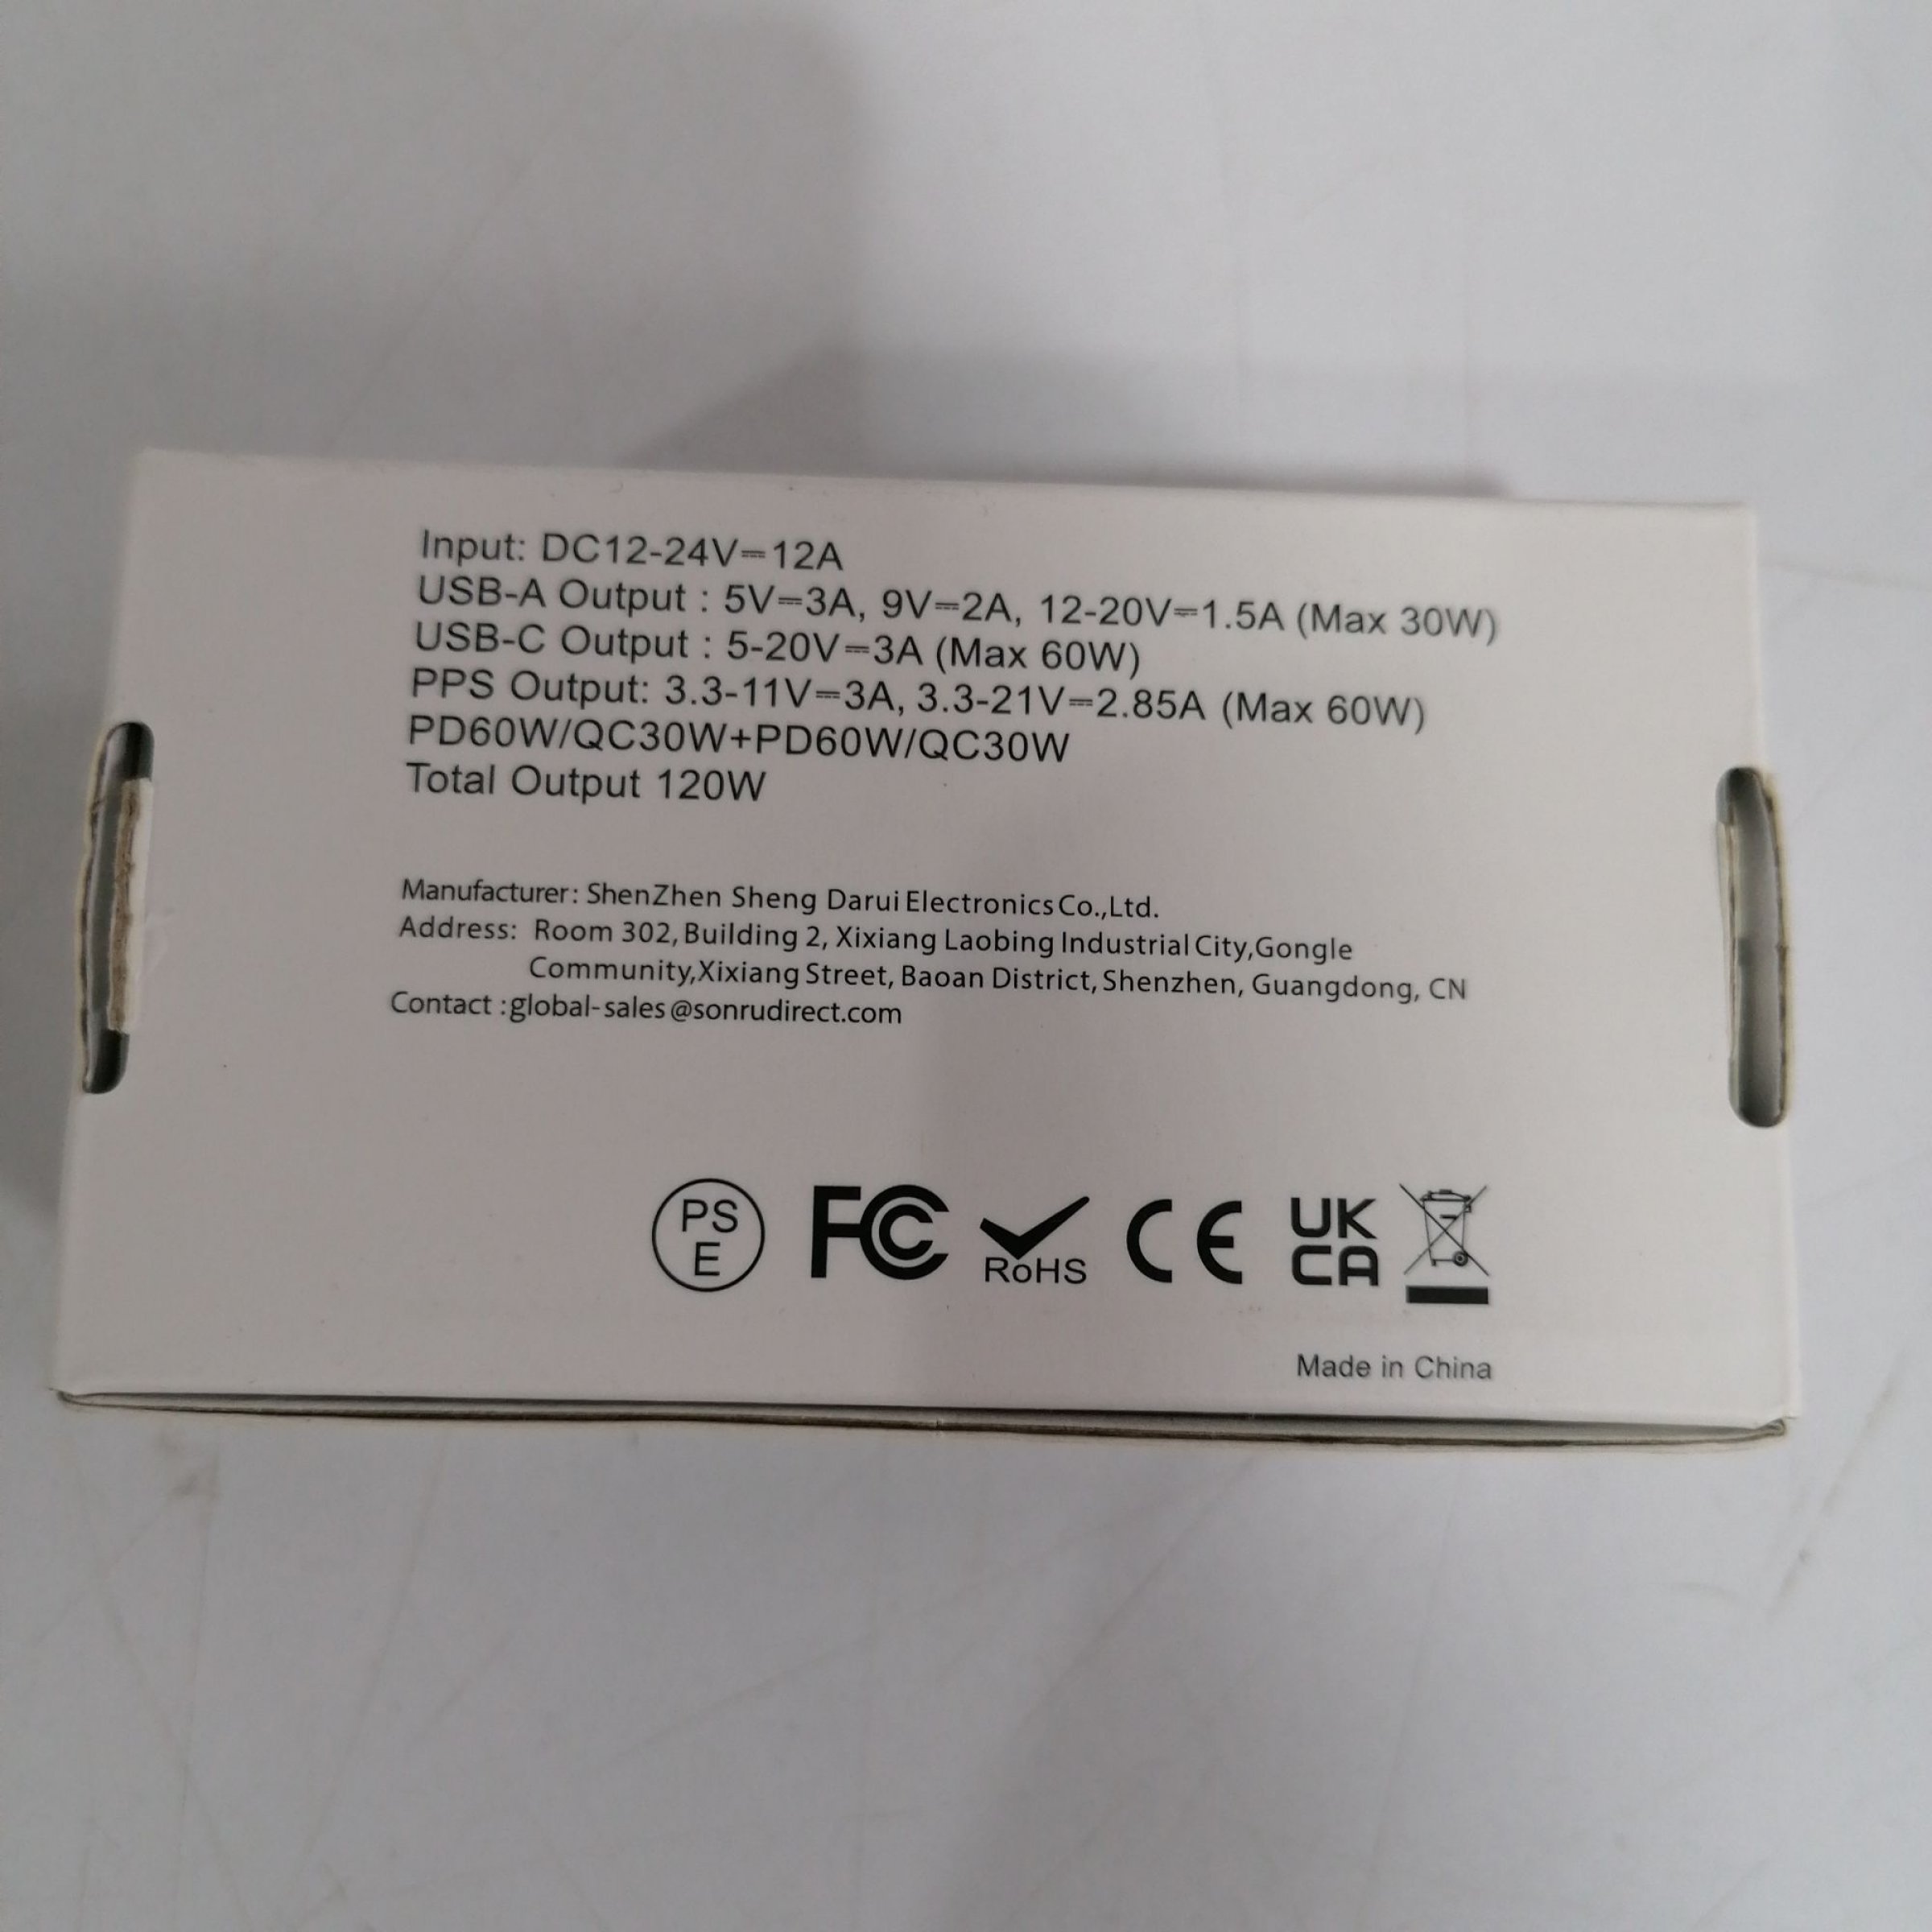 Input: DC12-24V⎓12A
USB-A Output : 5V⎓3A, 9V⎓2A, 12-20V⎓1.5A (Max 30W)
USB-C Output : 5-20V⎓3A (Max 60W)
PPS Output: 3.3-11V⎓3A, 3.3-21V⎓2.85A (Max 60W)
PD60W/QC30W+PD60W/QC30W
Total Output 120W
Manufacturer: ShenZhen Sheng Darui Electronics Co.,Ltd.
Address: Room 302, Building 2, Xixiang Laobing Industrial City,Gongle
Community,Xixiang Street, Baoan District, Shenzhen, Guangdong, CN
Contact :global-sales@sonrudirect.com
PS
E
FC
RoHS
CE
UK
CA
Made in China